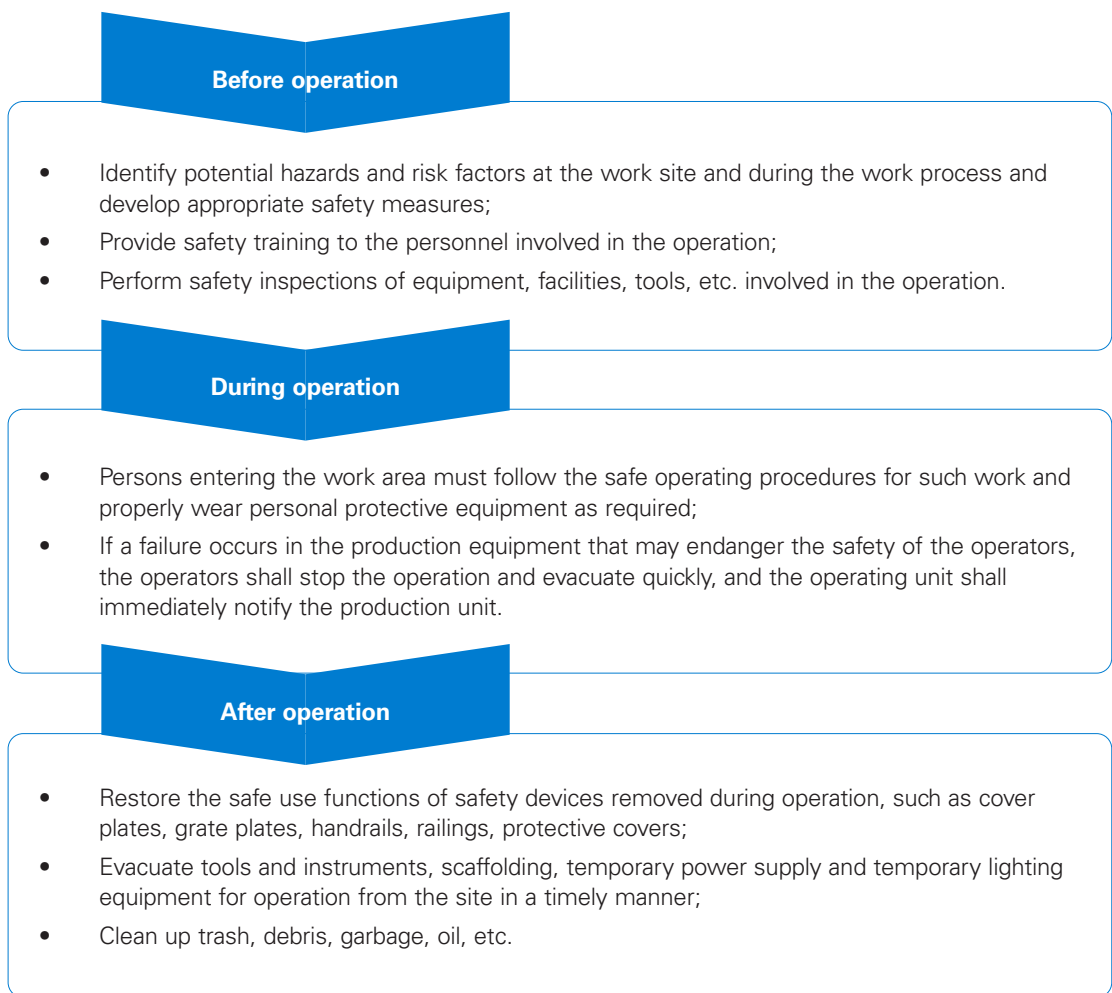 Before operation
• Identify potential hazards and risk factors at the work site and during the work process and
develop appropriate safety measures;
• Provide safety training to the personnel involved in the operation;
• Perform safety inspections of equipment, facilities, tools, etc. involved in the operation.
During operation
• Persons entering the work area must follow the safe operating procedures for such work and
properly wear personal protective equipment as required;
• If a failure occurs in the production equipment that may endanger the safety of the operators,
the operators shall stop the operation and evacuate quickly, and the operating unit shall
immediately notify the production unit.
After operation
• Restore the safe use functions of safety devices removed during operation, such as cover
plates, grate plates, handrails, railings, protective covers;
• Evacuate tools and instruments, scaffolding, temporary power supply and temporary lighting
equipment for operation from the site in a timely manner;
• Clean up trash, debris, garbage, oil, etc.